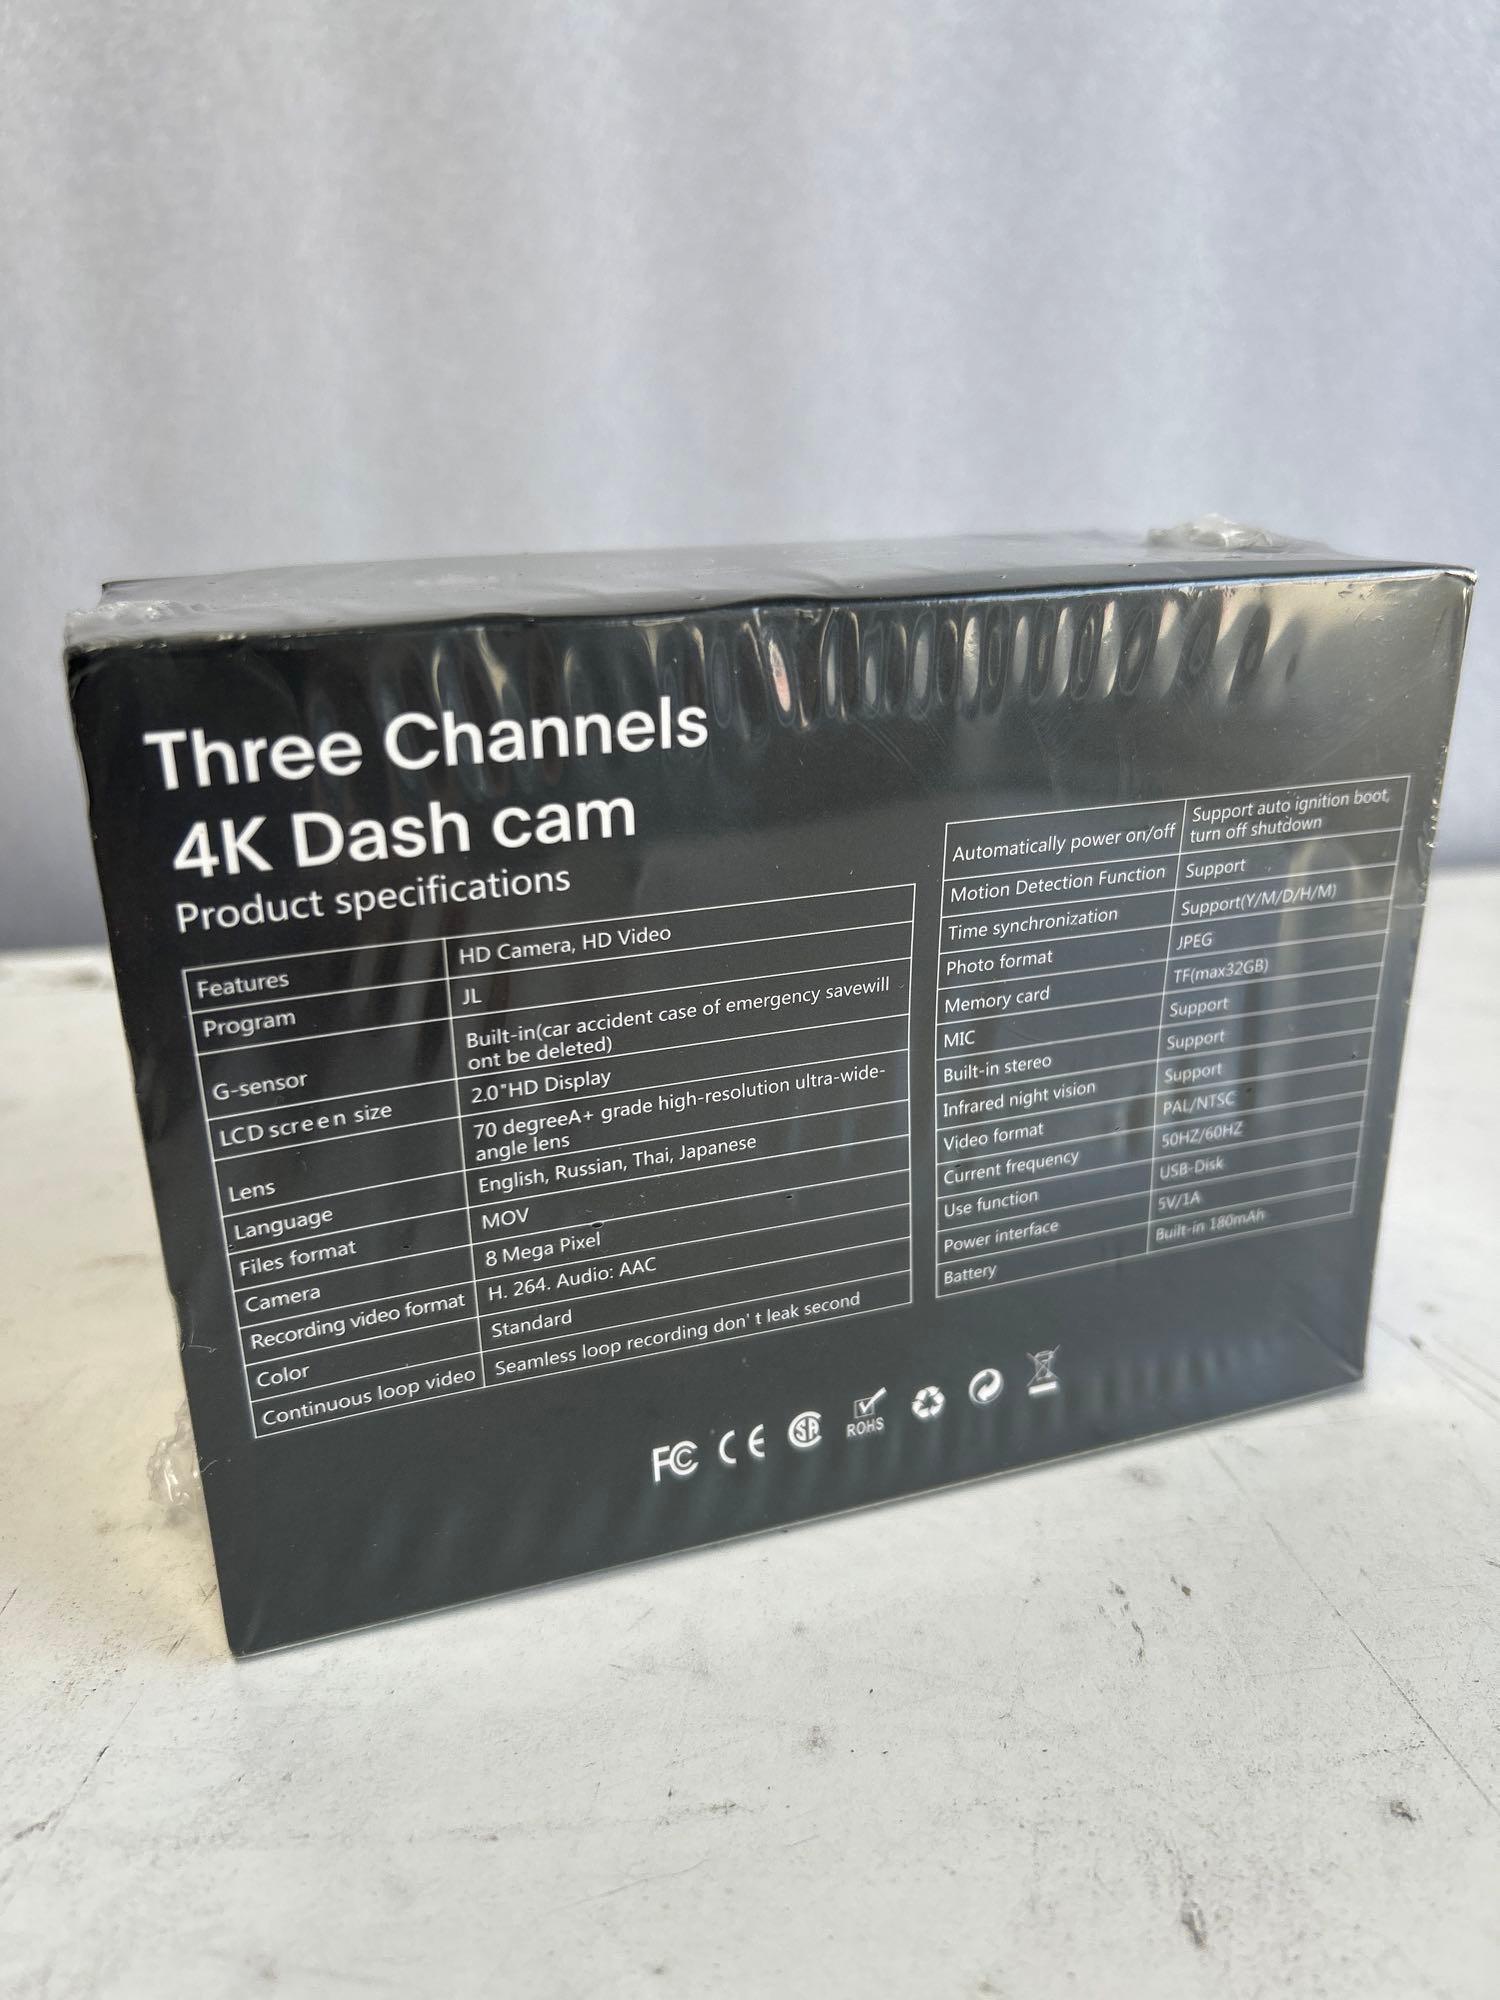 Three Channels
4K Dash cam
Product specifications
Features HD Camera, HD Video
Program JL
G-sensor Built-in(car accident case of emergency savewill
ont be deleted)
LCD screen size 2.0"HD Display
Lens 70 degreeA+ grade high-resolution ultra-wide-
angle lens
Language English, Russian, Thai, Japanese
Files format MOV
Camera 8 Mega Pixel
Recording video format H. 264. Audio: AAC
Color Standard
Continuous loop video Seamless loop recording don' t leak second
Automatically power on/off Support auto ignition boot,
turn off shutdown
Motion Detection Function Support
Time synchronization Support(Y/M/D/H/M)
Photo format JPEG
Memory card TF(max32GB)
MIC Support
Built-in stereo Support
Infrared night vision Support
Video format PAL/NTSC
Current frequency 50HZ/60HZ
Use function USB-Disk
Power interface 5V/1A
Battery Built-in 180mAh
FC CE SA ROHS